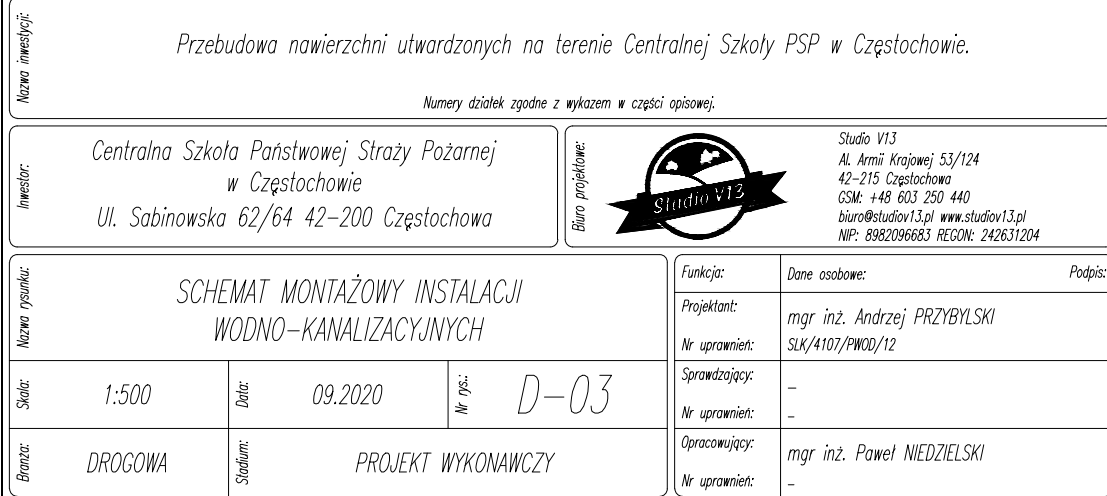 Nazwa inwestycji:
Przebudowa nawierzchni utwardzonych na terenie Centralnej Szkoły PSP w Częstochowie.
Numery działek zgodne z wykazem w części opisowej.
Inwestor:
Centralna Szkoła Państwowej Straży Pożarnej
w Częstochowie
Ul. Sabinowska 62/64 42-200 Częstochowa
Biuro projektowe:
Studio V13
Studio V13
Al. Armii Krajowej 53/124
42-215 Częstochowa
GSM: +48 603 250 440
biuro@studiov13.pl www.studiov13.pl
NIP: 8982096683 REGON: 242631204
Nazwa rysunku:
SCHEMAT MONTAŻOWY INSTALACJI
WODNO-KANALIZACYJNYCH
Skala:
1:500
Data:
09.2020
Nr rys.:
D-03
Branża:
DROGOWA
Stadium:
PROJEKT WYKONAWCZY
Funkcja:
Dane osobowe:
Podpis:
Projektant:
mgr inż. Andrzej PRZYBYLSKI
Nr uprawnień:
SLK/4107/PWOD/12
Sprawdzający:
–
Nr uprawnień:
–
Opracowujący:
mgr inż. Paweł NIEDZIELSKI
Nr uprawnień:
–